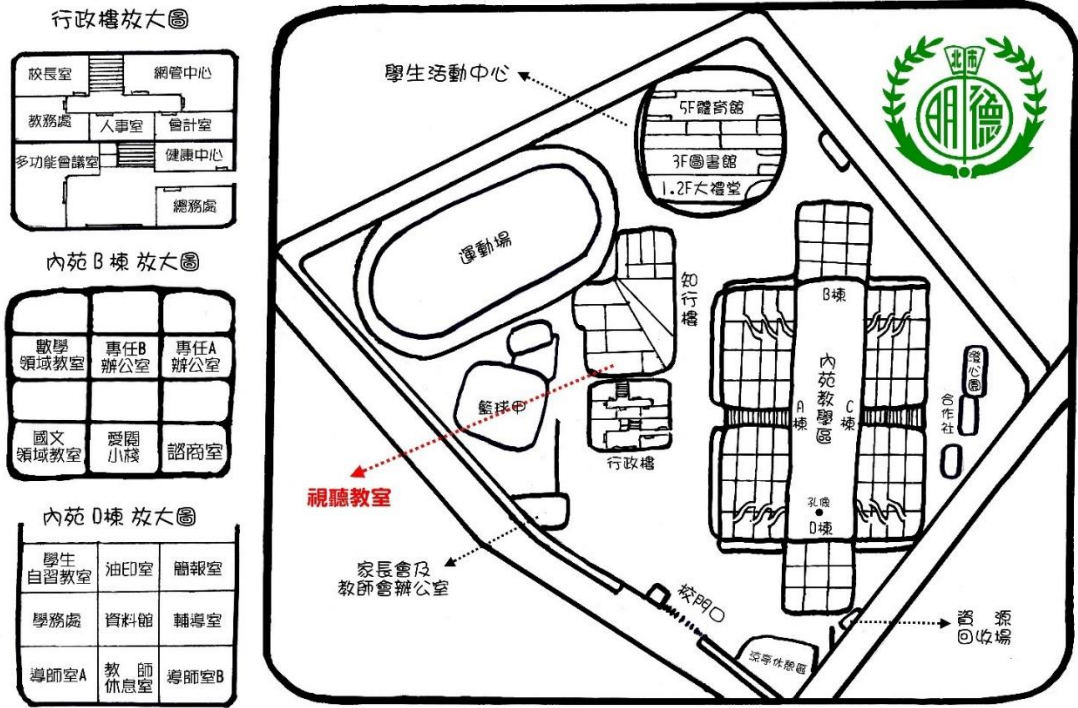 行政樓放大圖
校長室
網管中心
教務處
人事室
會計室
多功能會議室
健康中心
總務處
內苑B棟 放大圖
數學
領域教室
專任B
辦公室
專任A
辦公室
國文
領域教室
愛閱
小棧
諮商室
內苑D棟 放大圖
學生
自習教室
油印室
簡報室
學務處
資料館
輔導室
導師室A
教師
休息室
導師室B
學生活動中心
5F體育館
3F圖書館
1.2F大禮堂
北市
明德
運動場
知行樓
籃球場
行政樓
視聽教室
家長會及
教師會辦公室
校門口
涼亭休憩區
B棟
內苑教學區
A棟
C棟
孔像
D棟
澄心園
合作社
資源
回收場